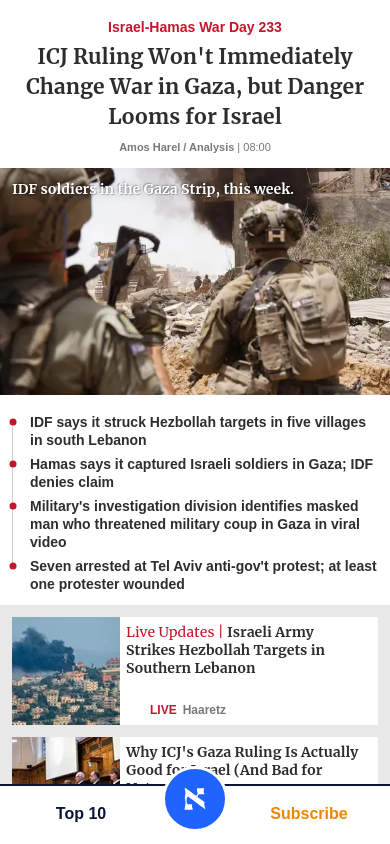 Israel-Hamas War Day 233
ICJ Ruling Won't Immediately
Change War in Gaza, but Danger
Looms for Israel
Amos Harel / Analysis | 08:00
IDF soldiers in the Gaza Strip, this week.
IDF says it struck Hezbollah targets in five villages
in south Lebanon
Hamas says it captured Israeli soldiers in Gaza; IDF
denies claim
Military's investigation division identifies masked
man who threatened military coup in Gaza in viral
video
Seven arrested at Tel Aviv anti-gov't protest; at least
one protester wounded
Live Updates | Israeli Army
Strikes Hezbollah Targets in
Southern Lebanon
LIVE Haaretz
Why ICJ's Gaza Ruling Is Actually
Good for Israel (And Bad for
Top 10
Subscribe